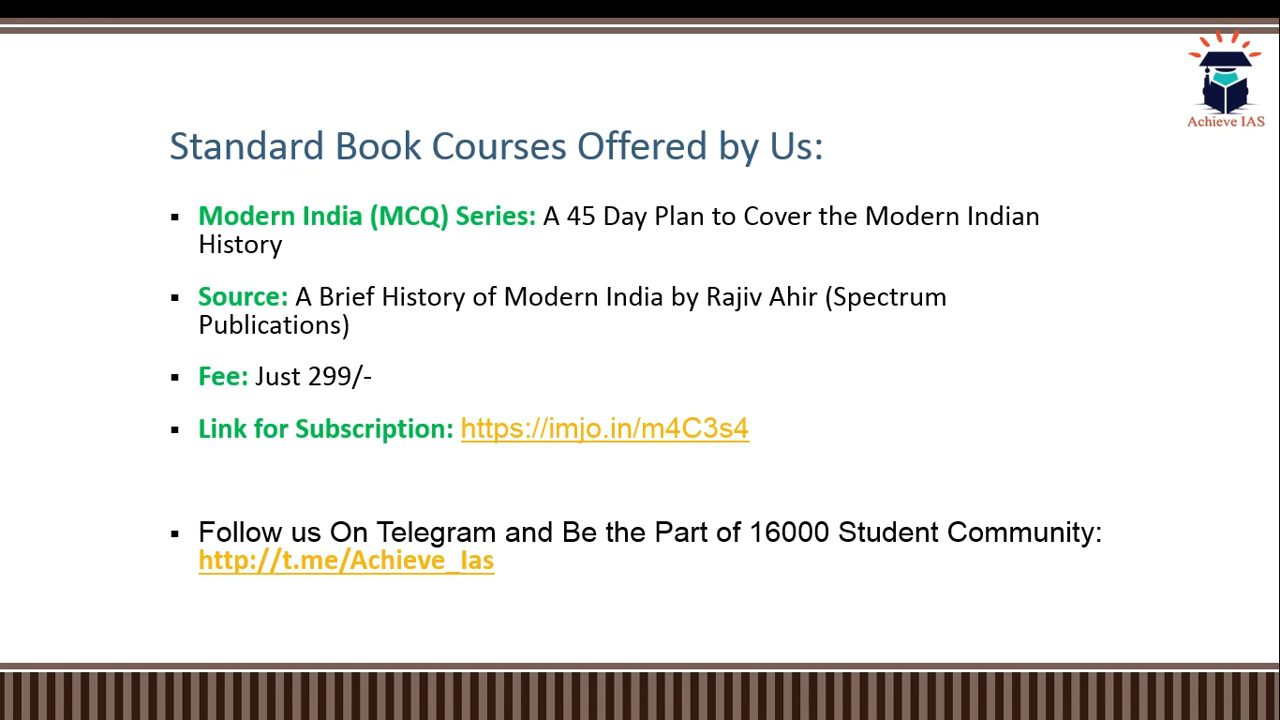 Achieve IAS
Standard Book Courses Offered by Us:
▪ Modern India (MCQ) Series: A 45 Day Plan to Cover the Modern Indian
History
▪ Source: A Brief History of Modern India by Rajiv Ahir (Spectrum
Publications)
▪ Fee: Just 299/-
▪ Link for Subscription: https://imjo.in/m4C3s4
▪ Follow us On Telegram and Be the Part of 16000 Student Community:
http://t.me/Achieve_Ias